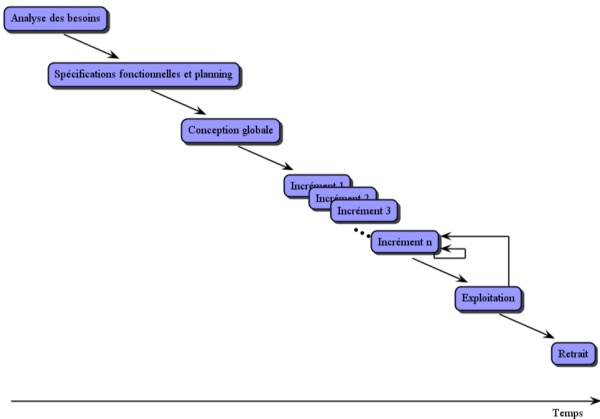 Analyse des besoins
Spécifications fonctionnelles et planning
Conception globale
Incrément 1
Incrément 2
Incrément 3
Incrément n
Exploitation
Retrait
Temps